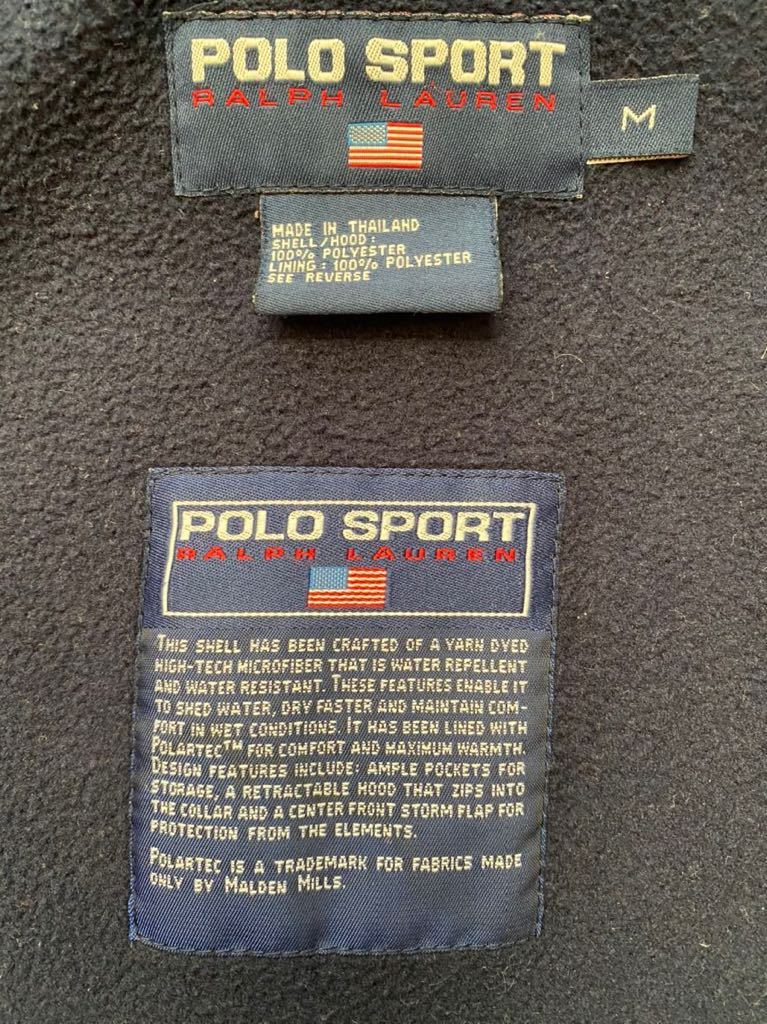 POLO SPORT
RALPH LAUREN
M
MADE IN THAILAND
SHELL/HOOD:
100% POLYESTER
LINING: 100% POLYESTER
SEE REVERSE
POLO SPORT
RALPH LAUREN
THIS SHELL HAS BEEN CRAFTED OF A YARN DYED
HIGH-TECH MICROFIBER THAT IS WATER REPELLENT
AND WATER RESISTANT. THESE FEATURES ENABLE IT
TO SHED WATER, DRY FASTER AND MAINTAIN COM-
FORT IN WET CONDITIONS. IT HAS BEEN LINED WITH
POLARTEC™ FOR COMFORT AND MAXIMUM WARMTH.
DESIGN FEATURES INCLUDE: AMPLE POCKETS FOR
STORAGE, A RETRACTABLE HOOD THAT ZIPS INTO
THE COLLAR AND A CENTER FRONT STORM FLAP FOR
PROTECTION FROM THE ELEMENTS.
POLARTEC IS A TRADEMARK FOR FABRICS MADE
ONLY BY MALDEN MILLS.